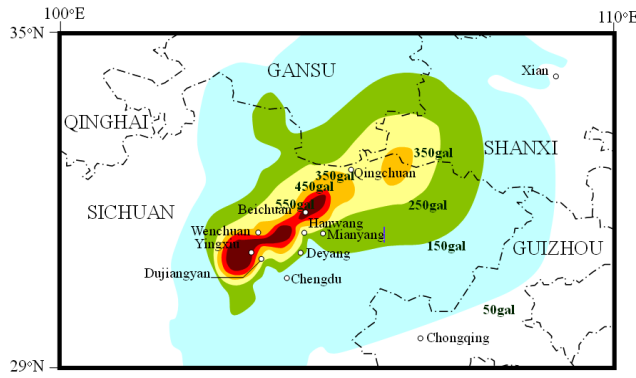 100°E
110°E
35°N
GANSU
Xian
QINGHAI
SHANXI
350gal
350gal
Qingchuan
450gal
550gal
250gal
SICHUAN
Beichuan
Hanwang
Wenchuan
Mianyang
Yingxiu
150gal
GUIZHOU
Deyang
Dujiangyan
Chengdu
50gal
Chongqing
29°N